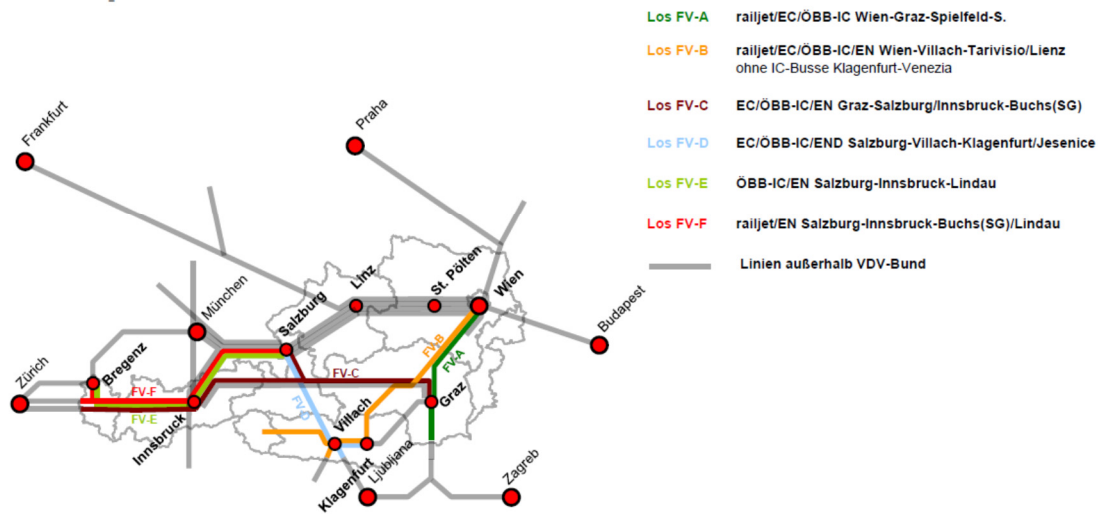 Los FV-A railjet/EC/ÖBB-IC Wien-Graz-Spielfeld-S.
Los FV-B railjet/EC/ÖBB-IC/EN Wien-Villach-Tarivisio/Lienz
ohne IC-Busse Klagenfurt-Venezia
Los FV-C EC/ÖBB-IC/EN Graz-Salzburg/Innsbruck-Buchs(SG)
Los FV-D EC/ÖBB-IC/END Salzburg-Villach-Klagenfurt/Jesenice
Los FV-E ÖBB-IC/EN Salzburg-Innsbruck-Lindau
Los FV-F railjet/EN Salzburg-Innsbruck-Buchs(SG)/Lindau
Linien außerhalb VDV-Bund
Frankfurt
Praha
München
Salzburg
Linz
St. Pölten
Wien
Budapest
Zürich
Bregenz
FV-B
FV-A
FV-C
FV-F
FV-E
FV-D
Innsbruck
Villach
Graz
Klagenfurt
Ljubljana
Zagreb